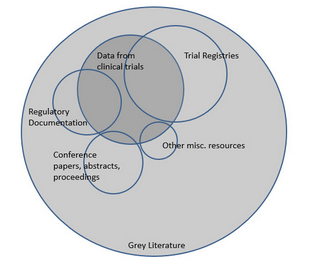 Data from
clinical trials
Trial Registries
Regulatory
Documentation
Other misc. resources
Conference
papers, abstracts,
proceedings
Grey Literature